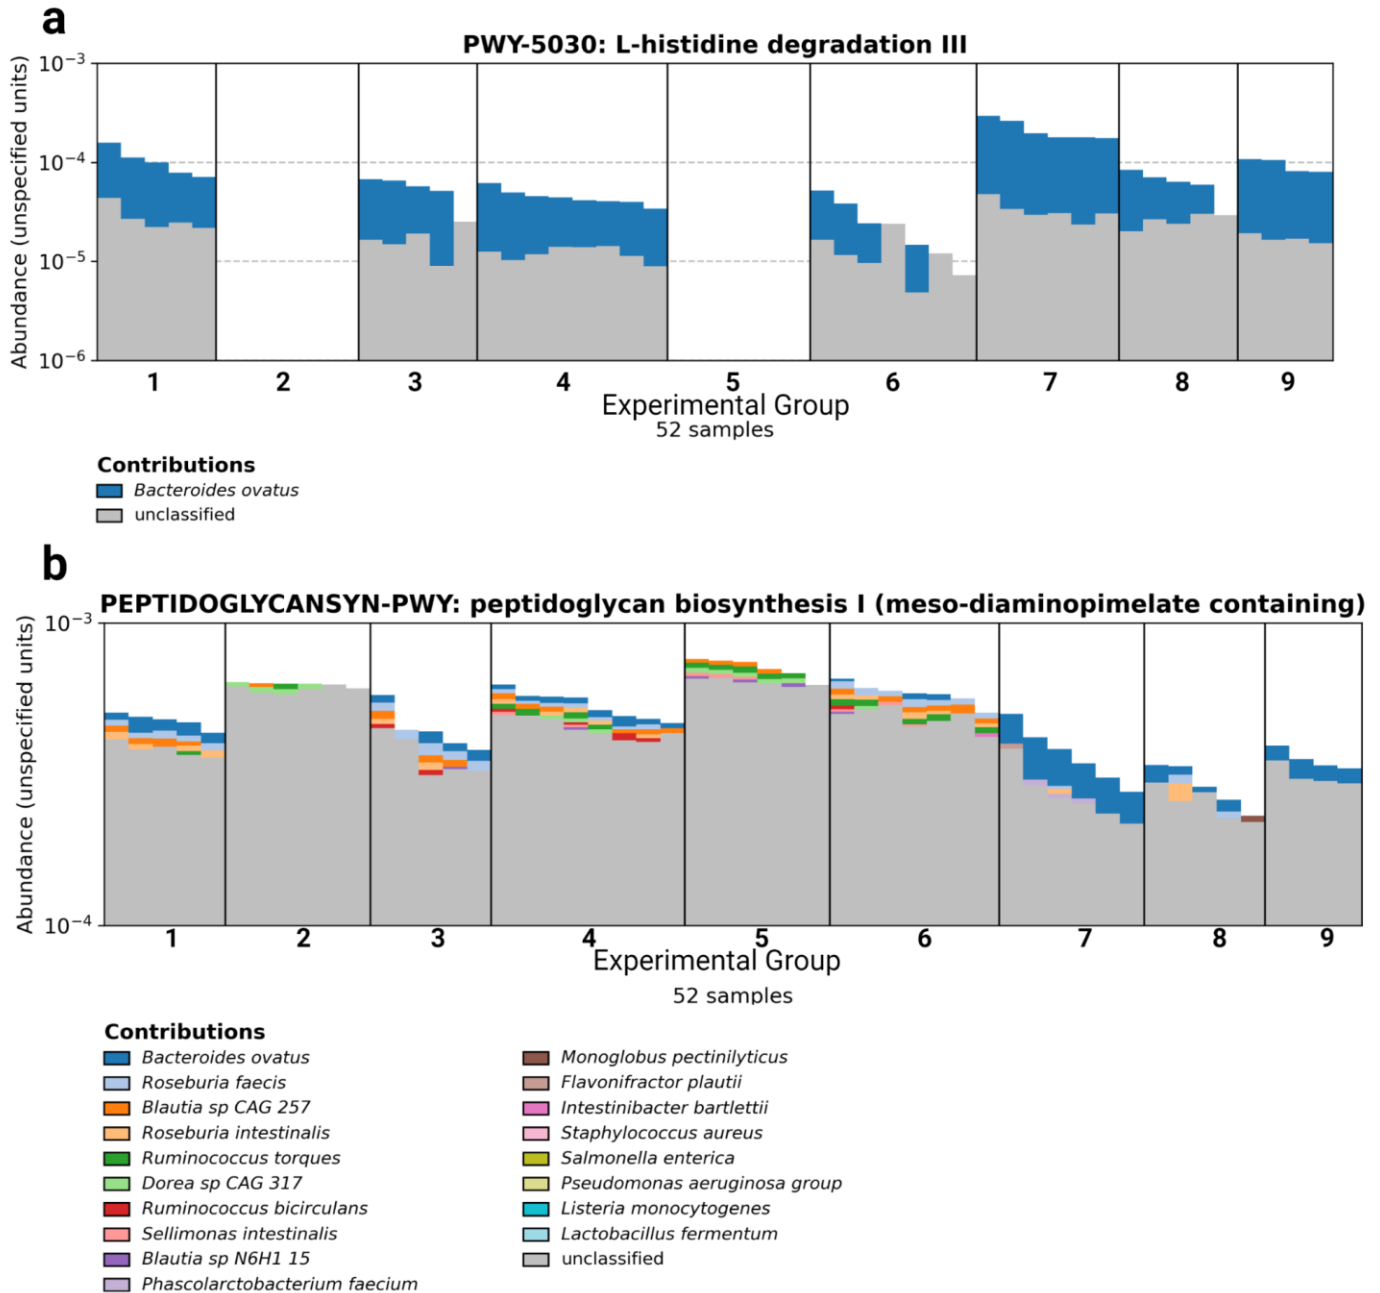 a
PWY-5030: L-histidine degradation III
Abundance (unspecified units)
10⁻³
10⁻⁴
10⁻⁵
10⁻⁶
1 2 3 4 5 6 7 8 9
Experimental Group
52 samples
Contributions
Bacteroides ovatus
unclassified
b
PEPTIDOGLYCANSYN-PWY: peptidoglycan biosynthesis I (meso-diaminopimelate containing)
Abundance (unspecified units)
10⁻³
10⁻⁴
1 2 3 4 5 6 7 8 9
Experimental Group
52 samples
Contributions
Bacteroides ovatus
Roseburia faecis
Blautia sp CAG 257
Roseburia intestinalis
Ruminococcus torques
Dorea sp CAG 317
Ruminococcus bicirculans
Sellimonas intestinalis
Blautia sp N6H1 15
Phascolarctobacterium faecium
Monoglobus pectinilyticus
Flavonifractor plautii
Intestinibacter bartlettii
Staphylococcus aureus
Salmonella enterica
Pseudomonas aeruginosa group
Listeria monocytogenes
Lactobacillus fermentum
unclassified